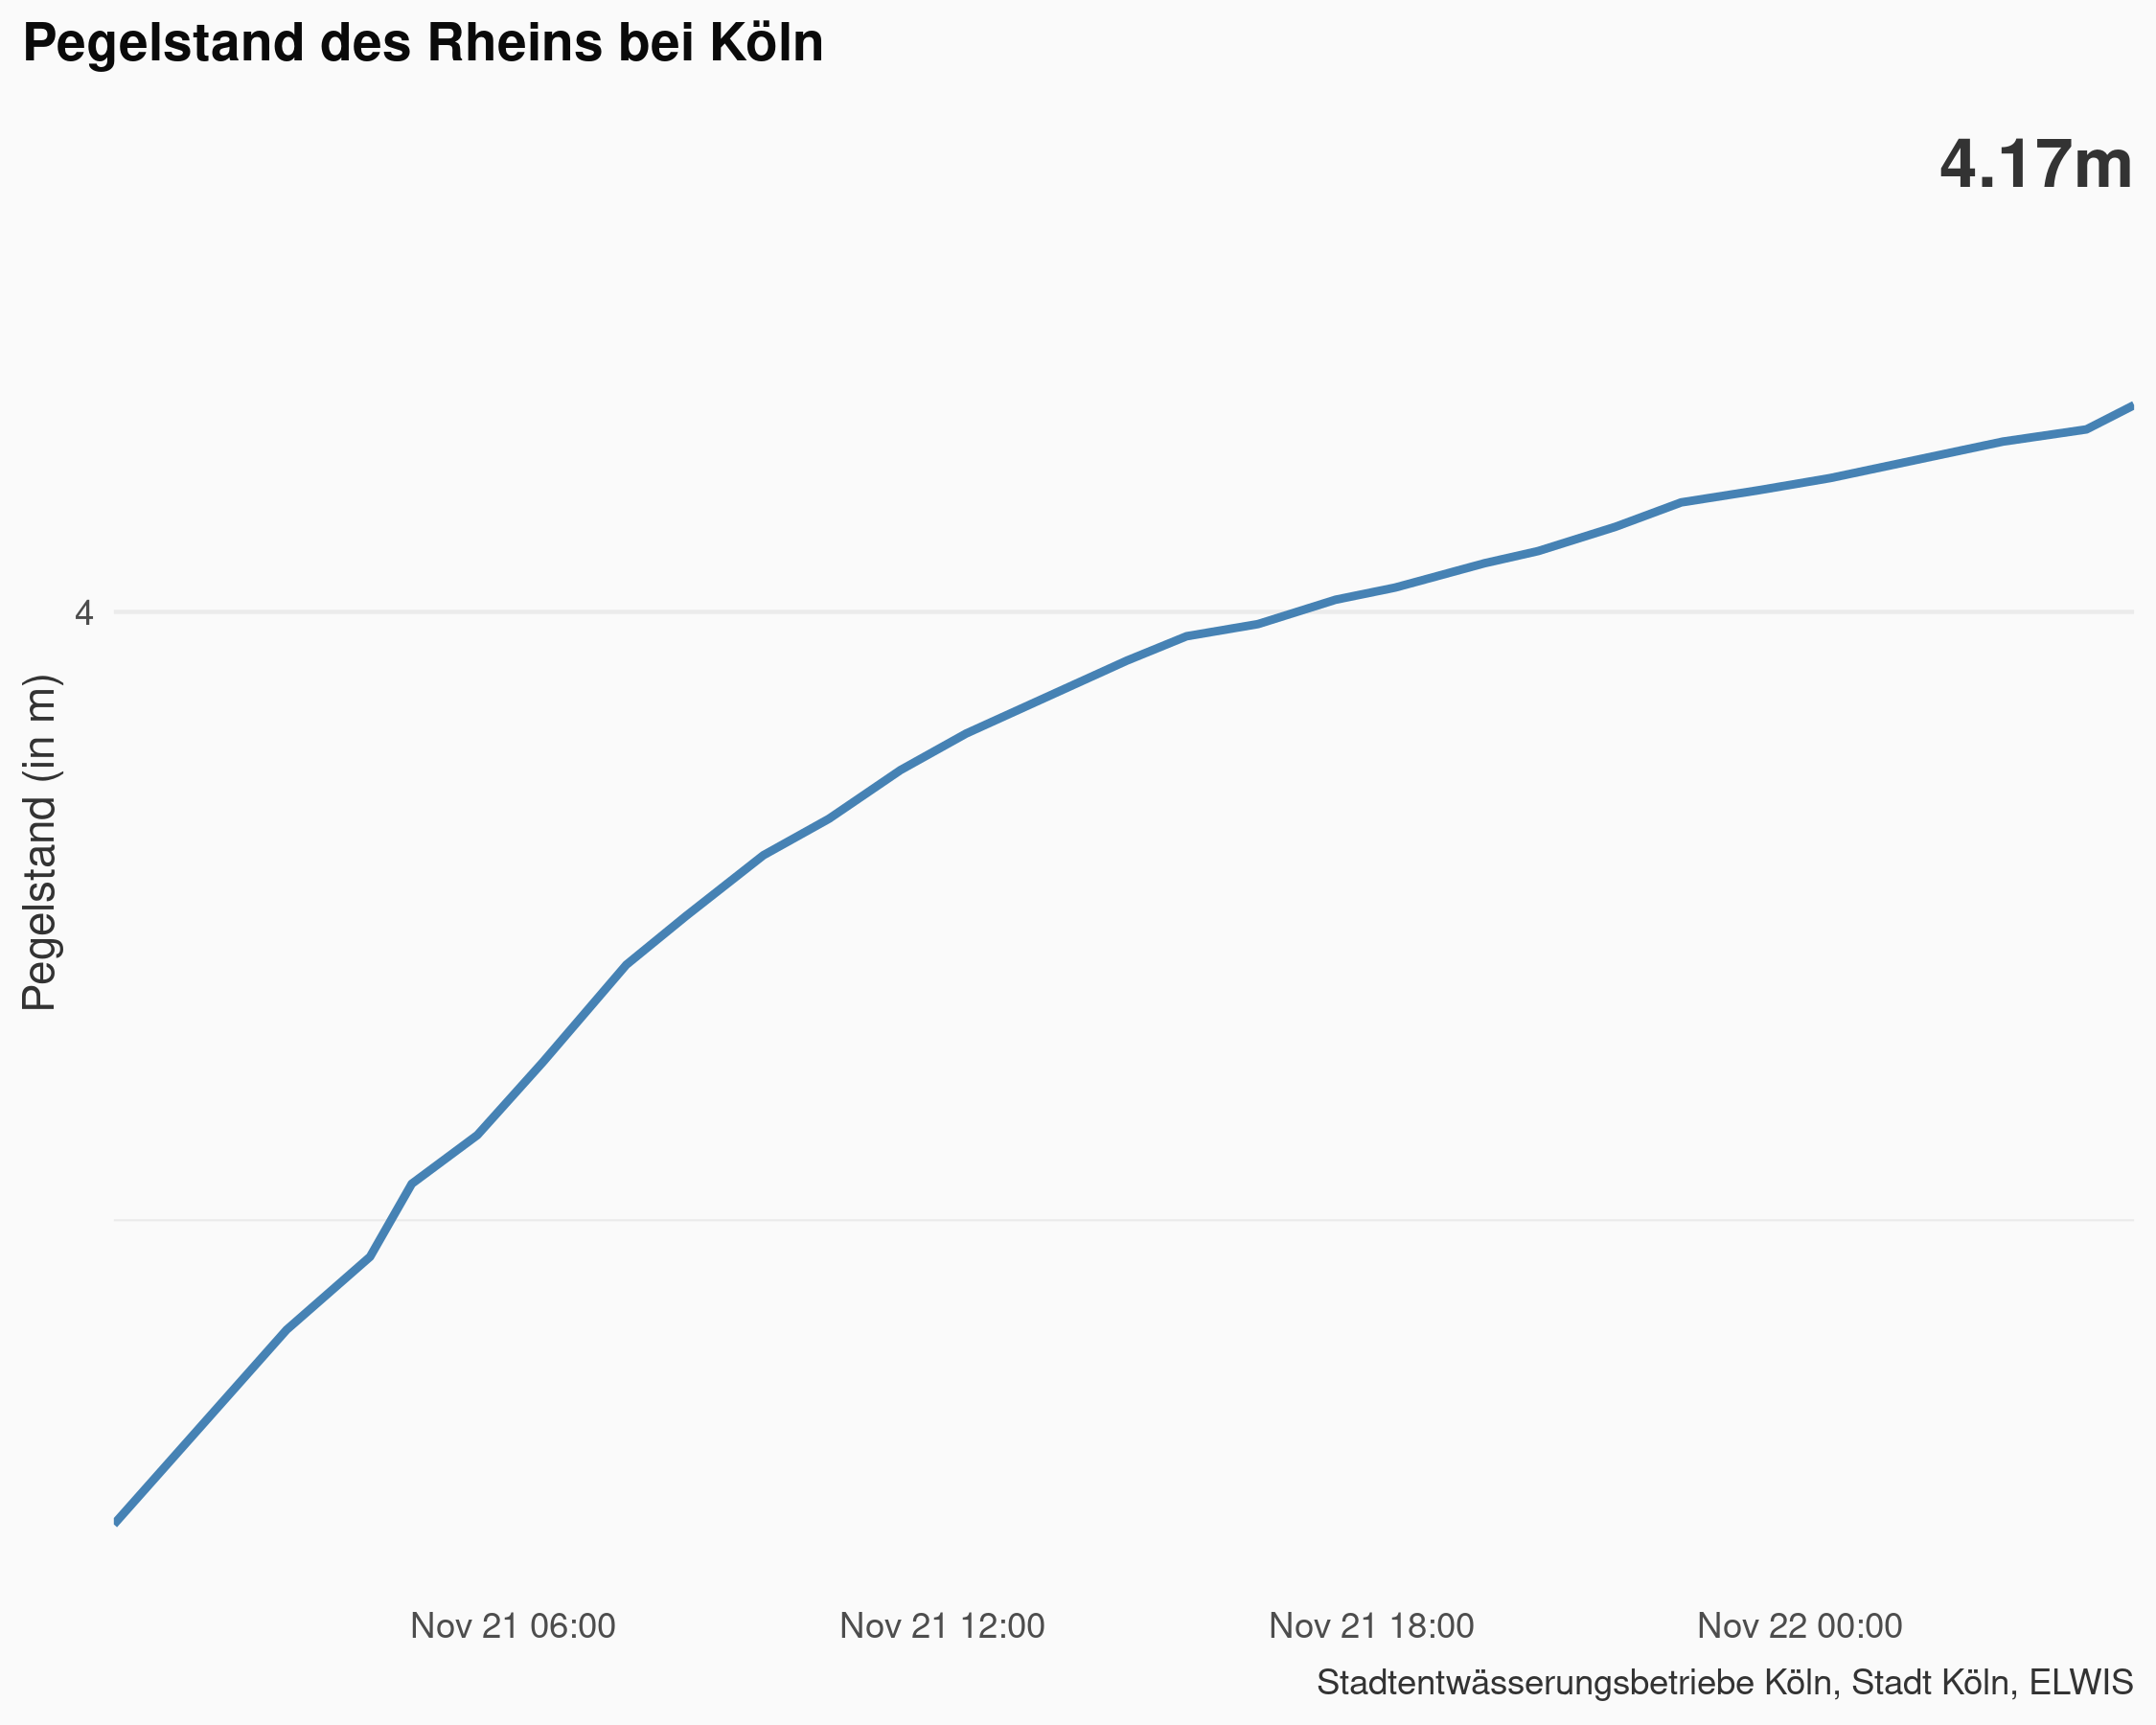 Pegelstand des Rheins bei Köln
4.17m
4
Pegelstand (in m)
Nov 21 06:00
Nov 21 12:00
Nov 21 18:00
Nov 22 00:00
Stadtentwässerungsbetriebe Köln, Stadt Köln, ELWIS